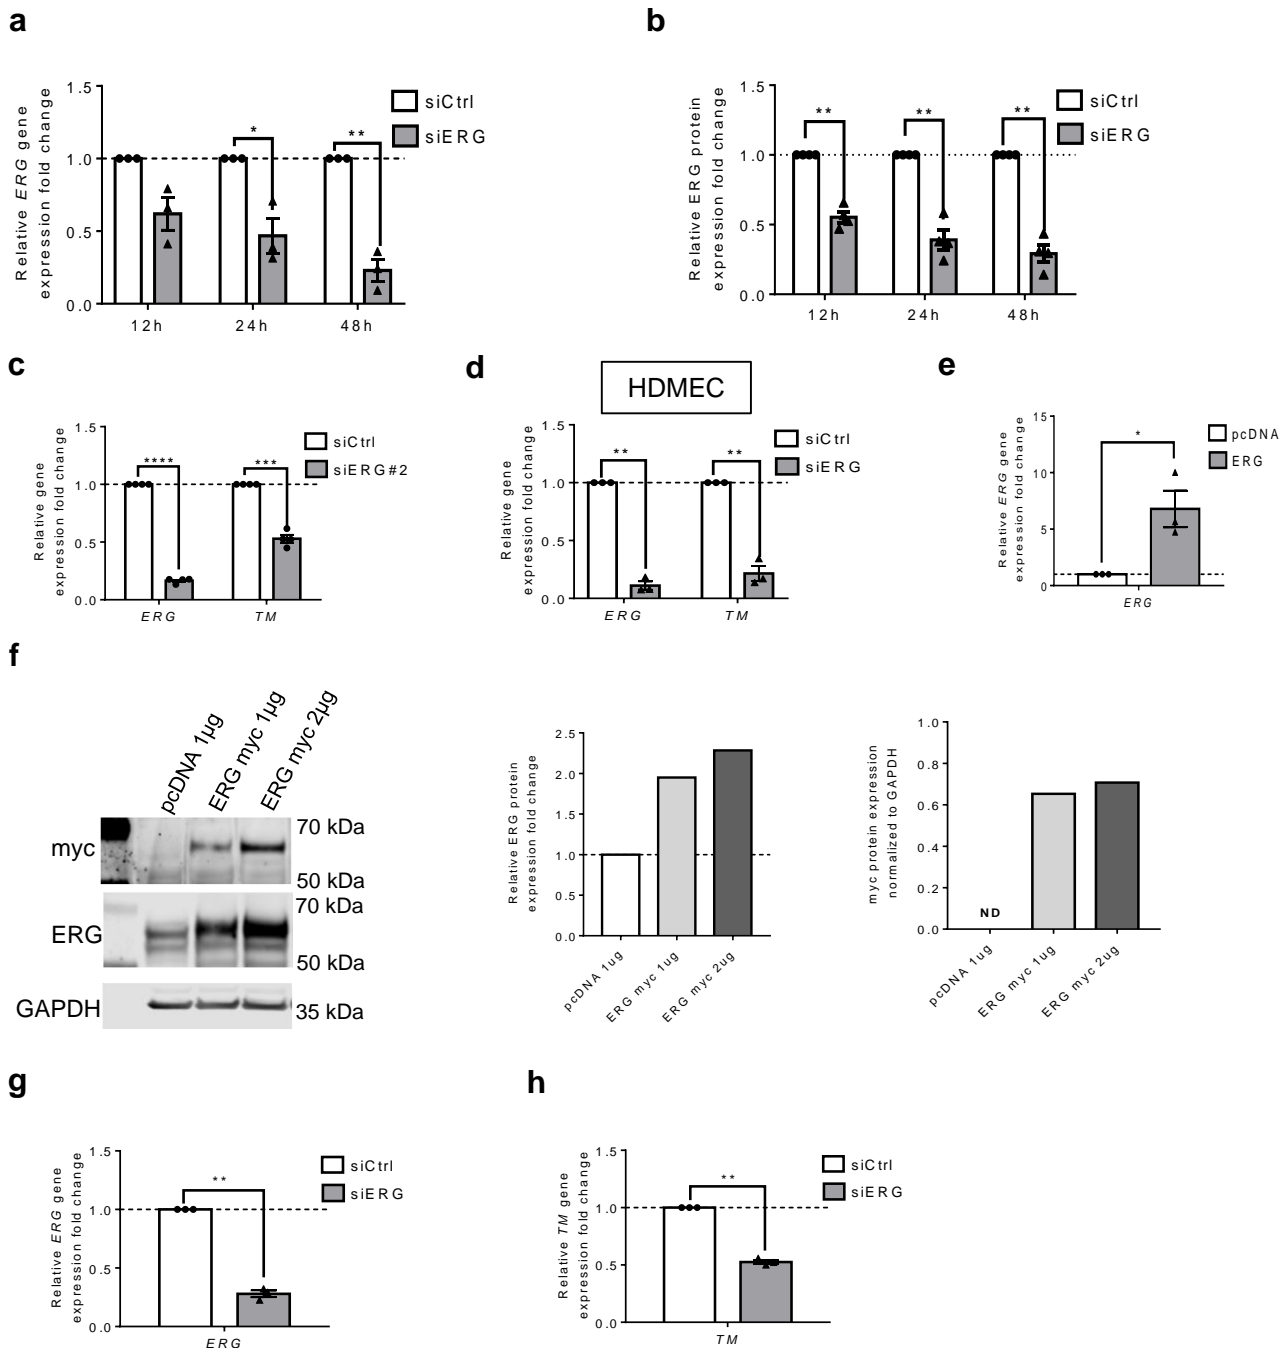 a
Relative ERG gene
expression fold change
1.5
1.0
0.5
0.0
*
**
siCtrl
siERG
12h
24h
48h
b
Relative ERG protein
expression fold change
1.5
1.0
0.5
0.0
**
**
**
siCtrl
siERG
12h
24h
48h
c
Relative gene
expression fold change
1.5
1.0
0.5
0.0
****
***
siCtrl
siERG#2
ERG
TM
d
HDMEC
Relative gene
expression fold change
1.5
1.0
0.5
0.0
**
**
siCtrl
siERG
ERG
TM
e
Relative ERG gene
expression fold change
15
10
5
0
*
pcDNA
ERG
ERG
f
pcDNA 1µg
ERG myc 1µg
ERG myc 2µg
myc
70 kDa
50 kDa
ERG
70 kDa
50 kDa
GAPDH
35 kDa
Relative ERG protein
expression fold change
2.5
2.0
1.5
1.0
0.5
0.0
pcDNA 1ug
ERG myc 1ug
ERG myc 2ug
myc protein expression
normalized to GAPDH
1.0
0.8
0.6
0.4
0.2
0.0
ND
pcDNA 1ug
ERG myc 1ug
ERG myc 2ug
g
Relative ERG gene
expression fold change
1.5
1.0
0.5
0.0
**
siCtrl
siERG
ERG
h
Relative TM gene
expression fold change
1.5
1.0
0.5
0.0
**
siCtrl
siERG
TM